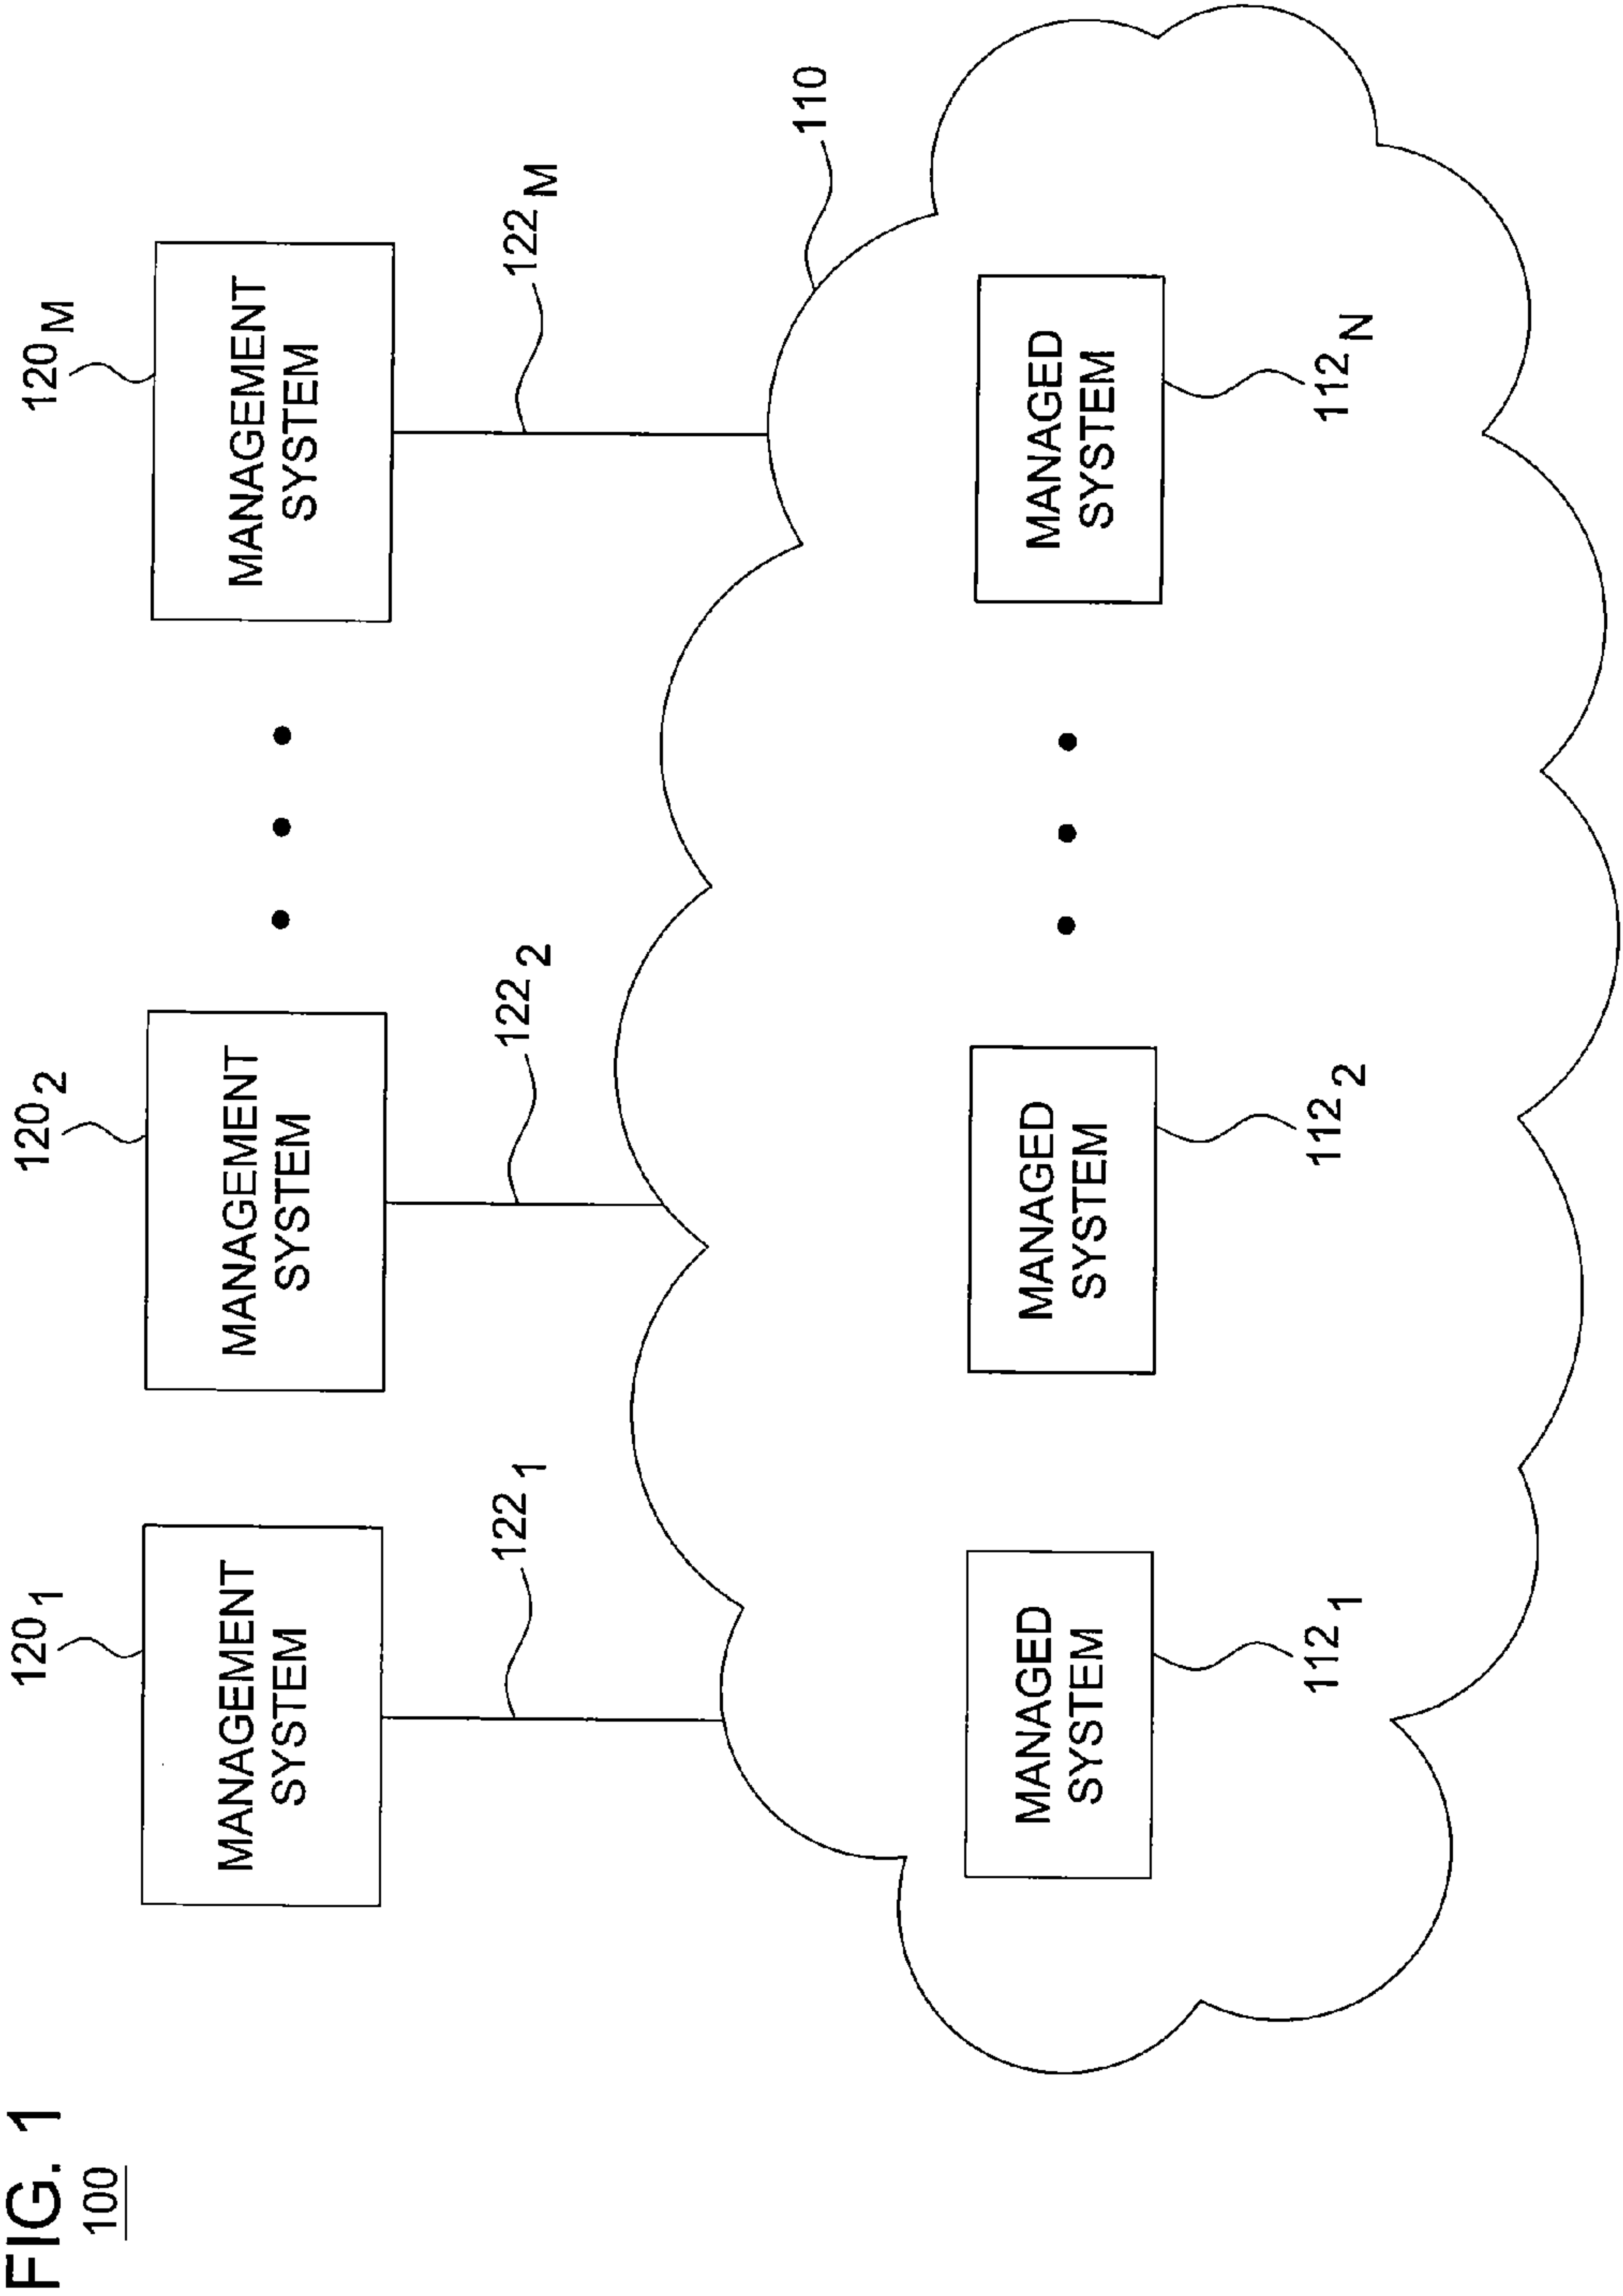 FIG. 1
100
120₁
120₂
120M
MANAGEMENT
SYSTEM
MANAGEMENT
SYSTEM
MANAGEMENT
SYSTEM
122₁
122₂
122M
110
MANAGED
SYSTEM
MANAGED
SYSTEM
MANAGED
SYSTEM
112₁
112₂
112N